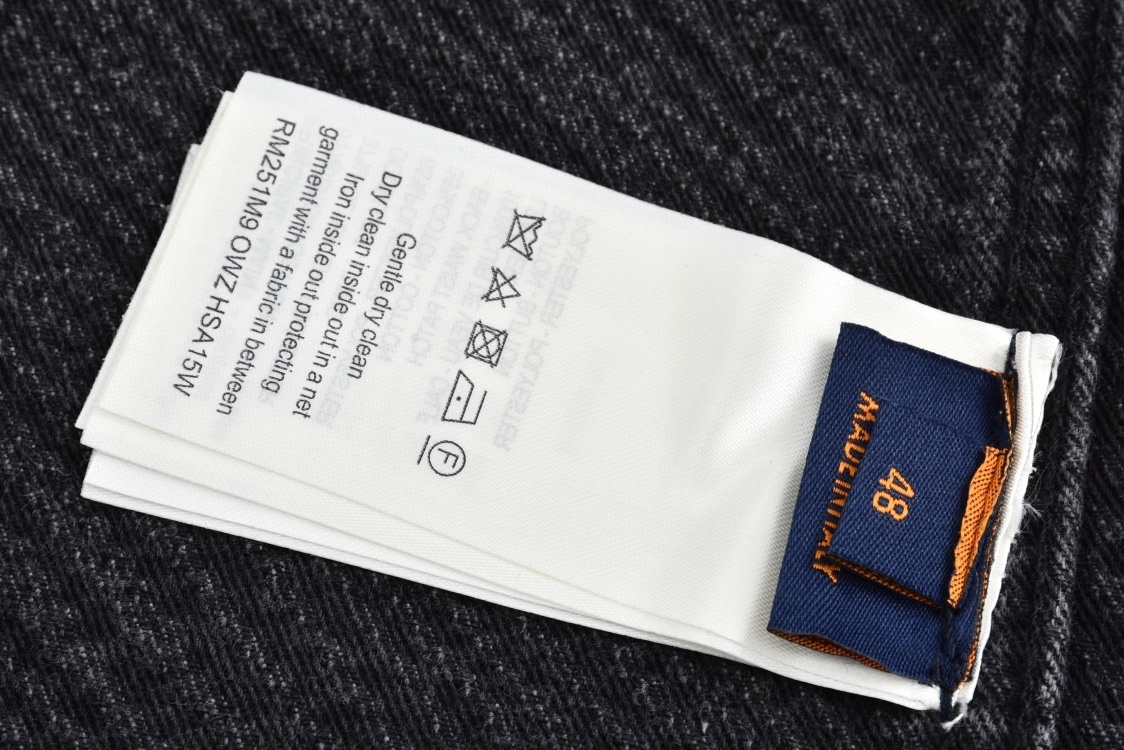 48
MADE IN ITALY
F
Gentle dry clean
Dry clean inside out in a net
Iron inside out protecting
garment with a fabric in between
RM251M9 OWZ HSA15W